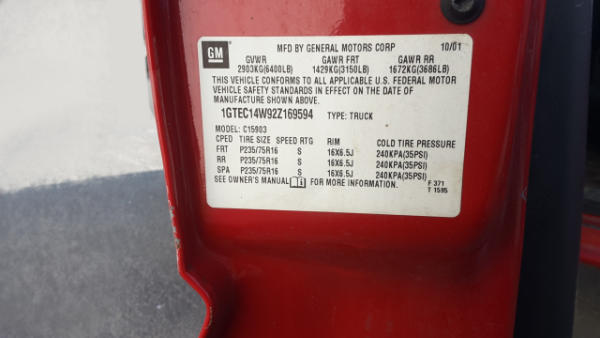 GM
MFD BY GENERAL MOTORS CORP 10/01
GVWR GAWR FRT GAWR RR
2903KG(6400LB) 1429KG(3150LB) 1672KG(3686LB)
THIS VEHICLE CONFORMS TO ALL APPLICABLE U.S. FEDERAL MOTOR
VEHICLE SAFETY STANDARDS IN EFFECT ON THE DATE OF
MANUFACTURE SHOWN ABOVE.
1GTEC14W92Z169594 TYPE: TRUCK
MODEL: C15903
CPED TIRE SIZE SPEED RTG RIM COLD TIRE PRESSURE
FRT P235/75R16 S 16X6.5J 240KPA(35PSI)
RR P235/75R16 S 16X6.5J 240KPA(35PSI)
SPA P235/75R16 S 16X6.5J 240KPA(35PSI)
SEE OWNER'S MANUAL FOR MORE INFORMATION. F 371
T 1595